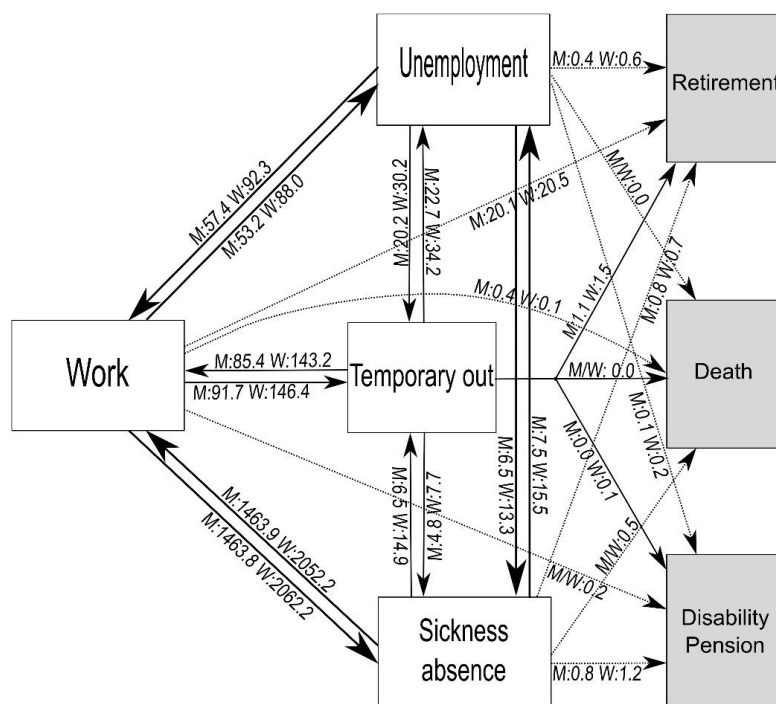 Unemployment
M:0.4 W:0.6
Retirement
M:57.4 W:92.3
M:53.2 W:88.0
M:20.2 W:30.2
M:22.7 W:34.2
M:20.1 W:20.5
M/W:0.0
M:1.1 W:1.5
M:0.8 W:0.7
M:0.4 W:0.1
Work
M:85.4 W:143.2
M:91.7 W:146.4
Temporary out
M/W: 0.0
Death
M:6.5 W:13.3
M:7.5 W:15.5
M:0.0 W:0.1
M:0.1 W:0.2
M:1463.9 W:2052.2
M:1463.8 W:2062.2
M:6.5 W:14.9
M:4.8 W:7.7
M/W:0.2
M/W:0.5
Sickness
absence
M:0.8 W:1.2
Disability
Pension